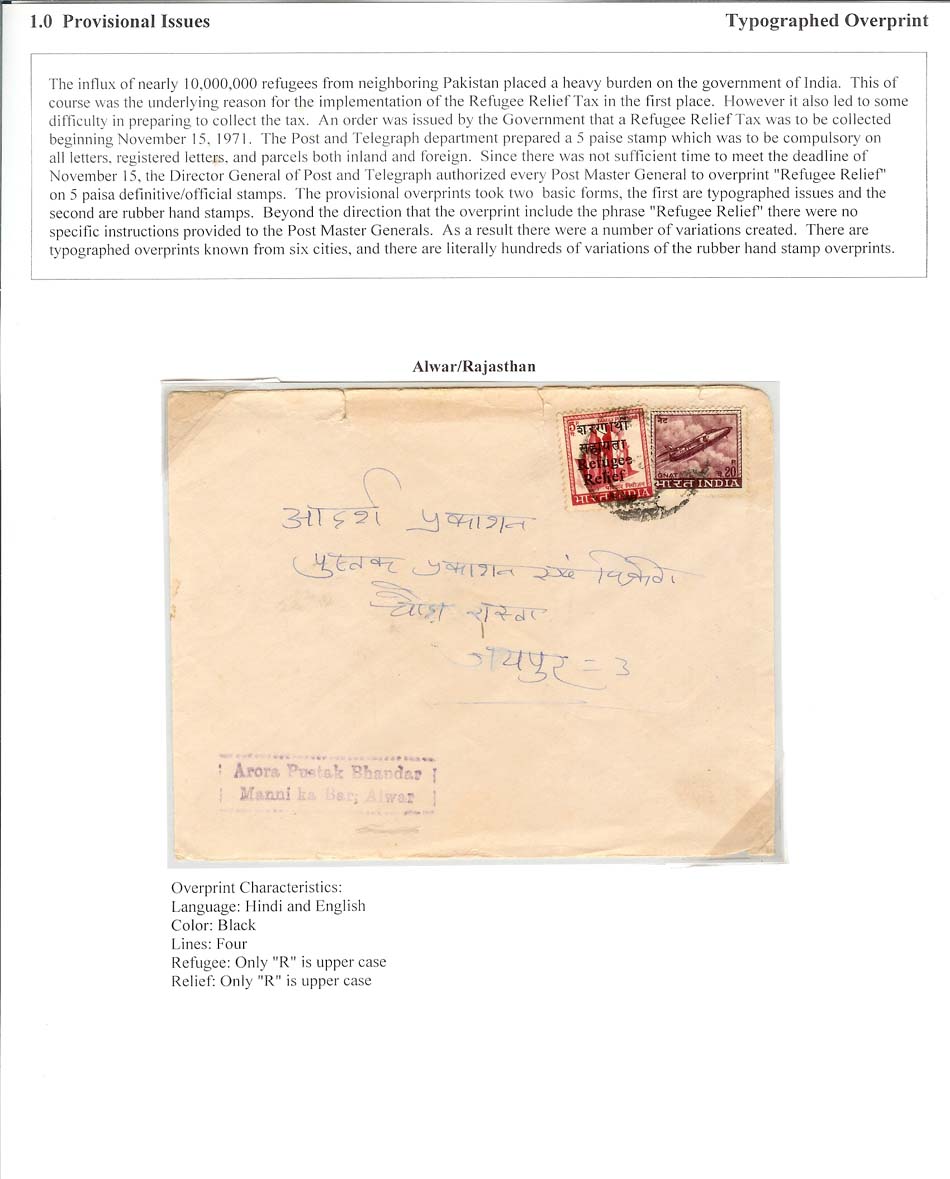 1.0 Provisional Issues
Typographed Overprint
The influx of nearly 10,000,000 refugees from neighboring Pakistan placed a heavy burden on the government of India. This of
course was the underlying reason for the implementation of the Refugee Relief Tax in the first place. However it also led to some
difficulty in preparing to collect the tax. An order was issued by the Government that a Refugee Relief Tax was to be collected
beginning November 15, 1971. The Post and Telegraph department prepared a 5 paise stamp which was to be compulsory on
all letters, registered letters, and parcels both inland and foreign. Since there was not sufficient time to meet the deadline of
November 15, the Director General of Post and Telegraph authorized every Post Master General to overprint "Refugee Relief"
on 5 paisa definitive/official stamps. The provisional overprints took two basic forms, the first are typographed issues and the
second are rubber hand stamps. Beyond the direction that the overprint include the phrase "Refugee Relief" there were no
specific instructions provided to the Post Master Generals. As a result there were a number of variations created. There are
typographed overprints known from six cities, and there are literally hundreds of variations of the rubber hand stamp overprints.
Alwar/Rajasthan
शरणार्थी
सहायता
Refugee
Relief
भारत INDIA
नेट
GNAT
20
भारत INDIA
आदर्श प्रकाशन
पुस्तक प्रकाशन एवं विक्रेता
रास्ता
जयपुर = 3
Arora Pustak Bhandar
Manni ka Bar; Alwar
Overprint Characteristics:
Language: Hindi and English
Color: Black
Lines: Four
Refugee: Only "R" is upper case
Relief: Only "R" is upper case